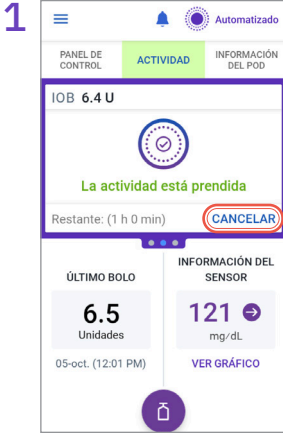 1
Automatizado
PANEL DE
CONTROL
ACTIVIDAD
INFORMACIÓN
DEL POD
IOB 6.4 U
La actividad está prendida
Restante: (1 h 0 min)
CANCELAR
ÚLTIMO BOLO
6.5
Unidades
05-oct. (12:01 PM)
INFORMACIÓN DEL
SENSOR
121
mg/dL
VER GRÁFICO